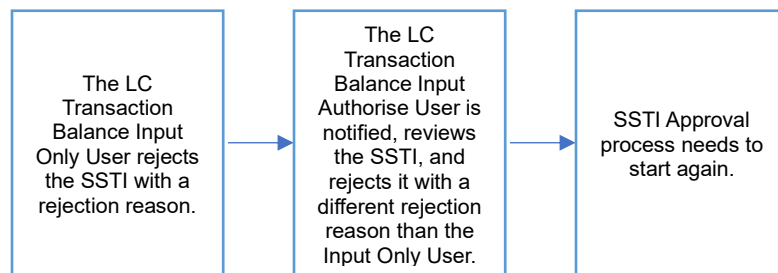 The LC
Transaction
Balance Input
Only User rejects
the SSTI with a
rejection reason.
The LC
Transaction
Balance Input
Authorise User is
notified, reviews
the SSTI, and
rejects it with a
different rejection
reason than the
Input Only User.
SSTI Approval
process needs to
start again.